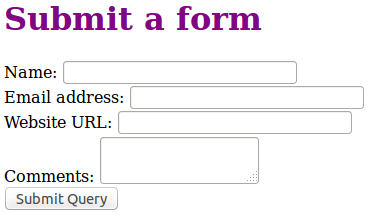 Submit a form
Name:
Email address:
Website URL:
Comments:
Submit Query